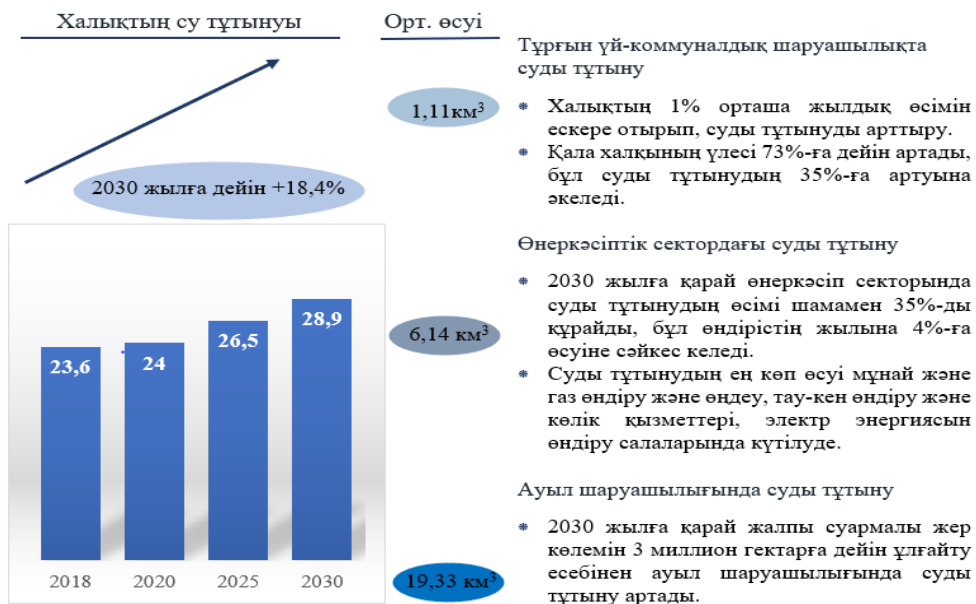 Халықтың су тұтынуы
Орт. өсуі
2030 жылға дейін +18,4%
23,6
24
26,5
28,9
2018
2020
2025
2030
1,11км³
6,14 км³
19,33 км³
Тұрғын үй-коммуналдық шаруашылықта
суды тұтыну
* Халықтың 1% орташа жылдық өсімін
ескере отырып, суды тұтынуды арттыру.
* Қала халқының үлесі 73%-ға дейін артады,
бұл суды тұтынудың 35%-ға артуына
әкеледі.
Өнеркәсіптік сектордағы суды тұтыну
* 2030 жылға қарай өнеркәсіп секторында
суды тұтынудың өсімі шамамен 35%-ды
құрайды, бұл өндірістің жылына 4%-ға
өсуіне сәйкес келеді.
* Суды тұтынудың ең көп өсуі мұнай және
газ өндіру және өңдеу, тау-кен өндіру және
көлік қызметтері, электр энергиясын
өндіру салаларында күтілуде.
Ауыл шаруашылығында суды тұтыну
* 2030 жылға қарай жалпы суармалы жер
көлемін 3 миллион гектарға дейін ұлғайту
есебінен ауыл шаруашылығында суды
тұтыну артады.